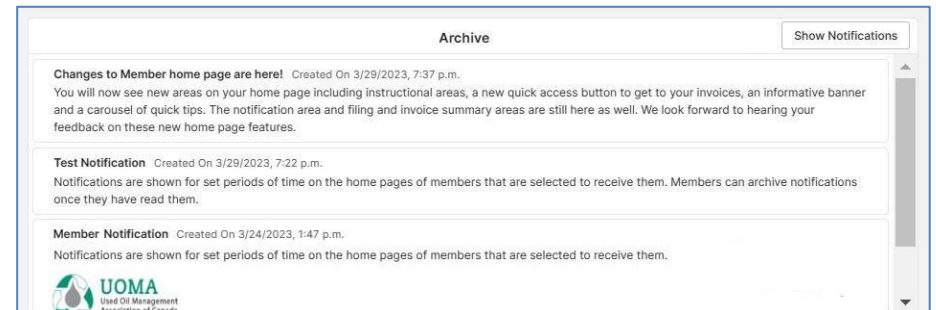 Archive
Show Notifications
Changes to Member home page are here! Created On 3/29/2023, 7:37 p.m.
You will now see new areas on your home page including instructional areas, a new quick access button to get to your invoices, an informative banner
and a carousel of quick tips. The notification area and filing and invoice summary areas are still here as well. We look forward to hearing your
feedback on these new home page features.
Test Notification Created On 3/29/2023, 7:22 p.m.
Notifications are shown for set periods of time on the home pages of members that are selected to receive them. Members can archive notifications
once they have read them.
Member Notification Created On 3/24/2023, 1:47 p.m.
Notifications are shown for set periods of time on the home pages of members that are selected to receive them.
UOMA
Used Oil Management
Association of Canada